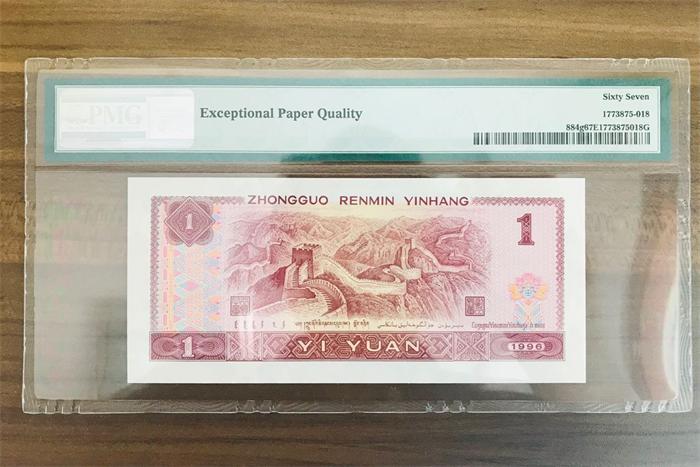 PMG
Exceptional Paper Quality
Sixty Seven
1773875-018
884g67E1773875018G
ZHONGGUO RENMIN YINHANG
1
1
1
YI YUAN
1996